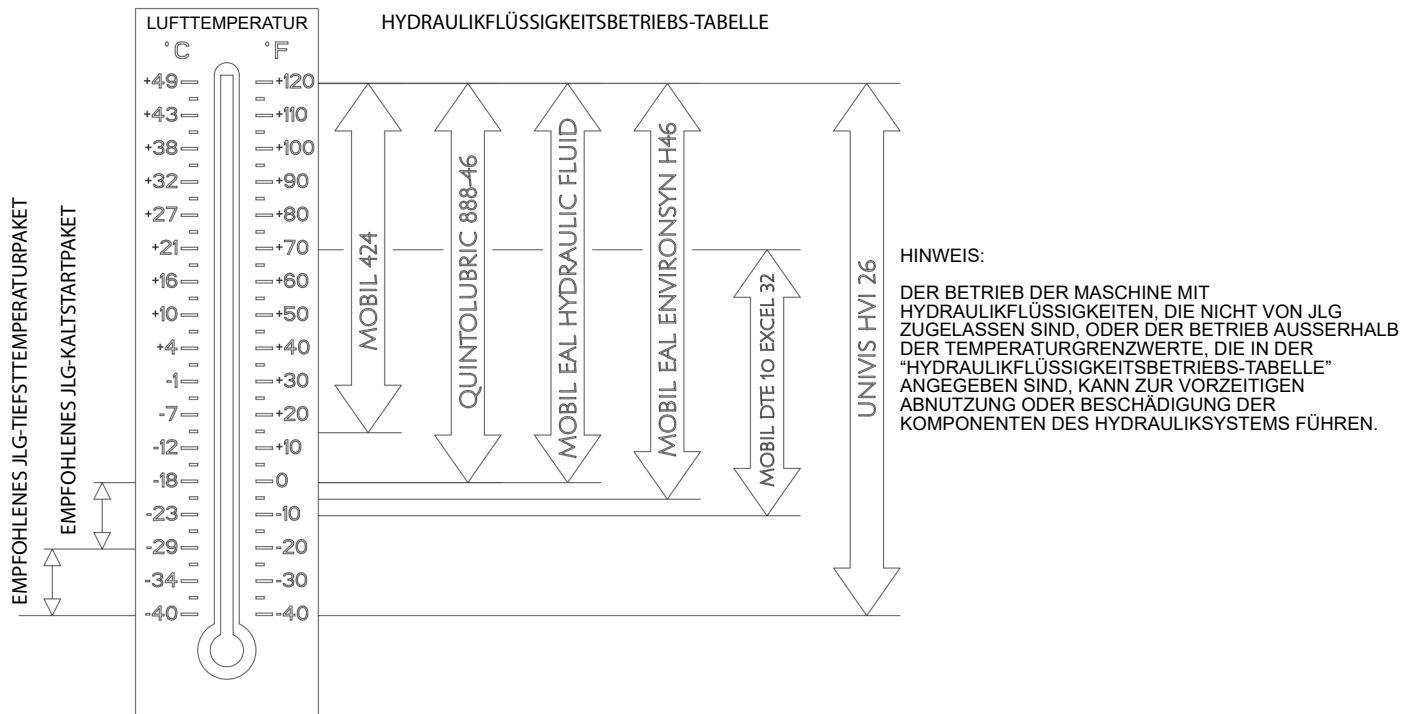 LUFTTEMPERATUR
HYDRAULIKFLÜSSIGKEITSBETRIEBS-TABELLE
°C °F
+49 +120
+43 +110
+38 +100
+32 +90
+27 +80
+21 +70
+16 +60
+10 +50
+4 +40
-1 +30
-7 +20
-12 +10
-18 0
-23 -10
-29 -20
-34 -30
-40 -40
EMPFOHLENES JLG-TIEFSTTEMPERATURPAKET
EMPFOHLENES JLG-KALTSTARTPAKET
MOBIL 424
QUINTOLUBRIC 888-46
MOBIL EAL HYDRAULIC FLUID
MOBIL EAL ENVIRONSYN H46
MOBIL DTE 10 EXCEL 32
UNIVIS HVI 26
HINWEIS:
DER BETRIEB DER MASCHINE MIT
HYDRAULIKFLÜSSIGKEITEN, DIE NICHT VON JLG
ZUGELASSEN SIND, ODER DER BETRIEB AUSSERHALB
DER TEMPERATURGRENZWERTE, DIE IN DER
“HYDRAULIKFLÜSSIGKEITSBETRIEBS-TABELLE”
ANGEGEBEN SIND, KANN ZUR VORZEITIGEN
ABNUTZUNG ODER BESCHÄDIGUNG DER
KOMPONENTEN DES HYDRAULIKSYSTEMS FÜHREN.